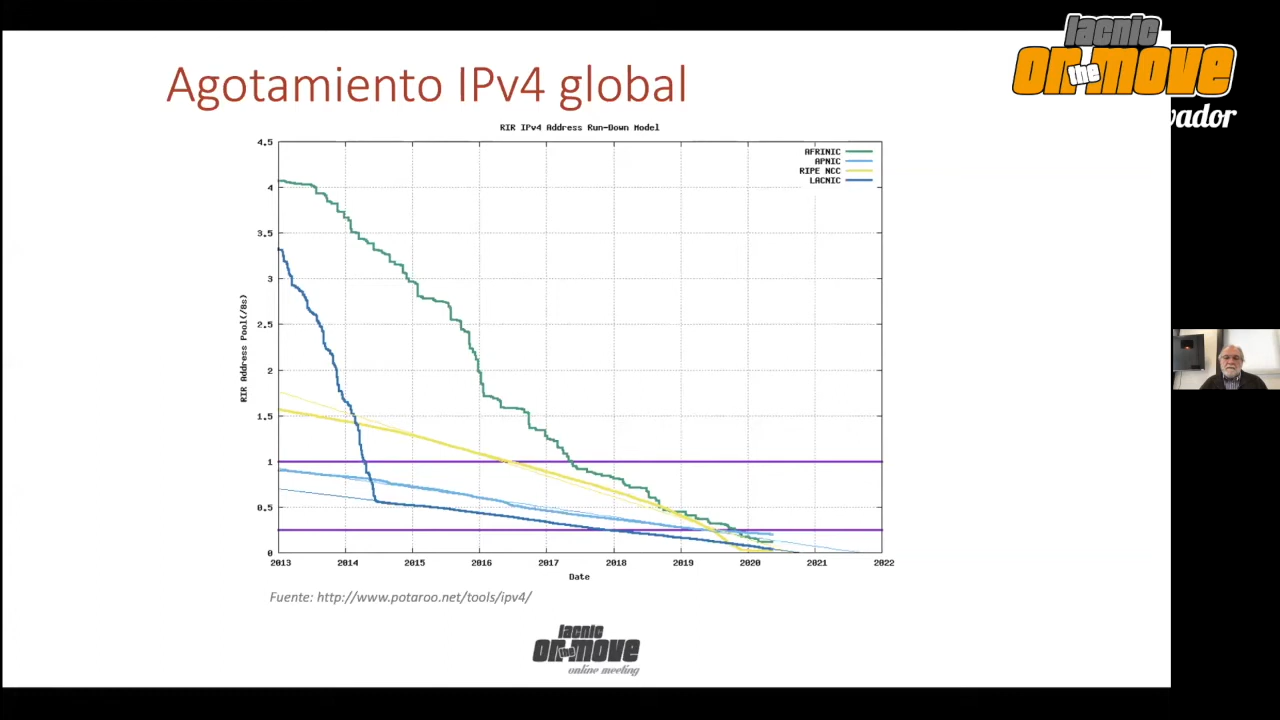 Agotamiento IPv4 global
lacnic
on the move
vador
RIR IPv4 Address Run-Down Model
AFRINIC
APNIC
RIPE NCC
LACNIC
4.5
4
3.5
3
2.5
2
1.5
1
0.5
0
RIR Address Pool(/8s)
2013 2014 2015 2016 2017 2018 2019 2020 2021 2022
Date
Fuente: http://www.potaroo.net/tools/ipv4/
lacnic
on the move
online meeting